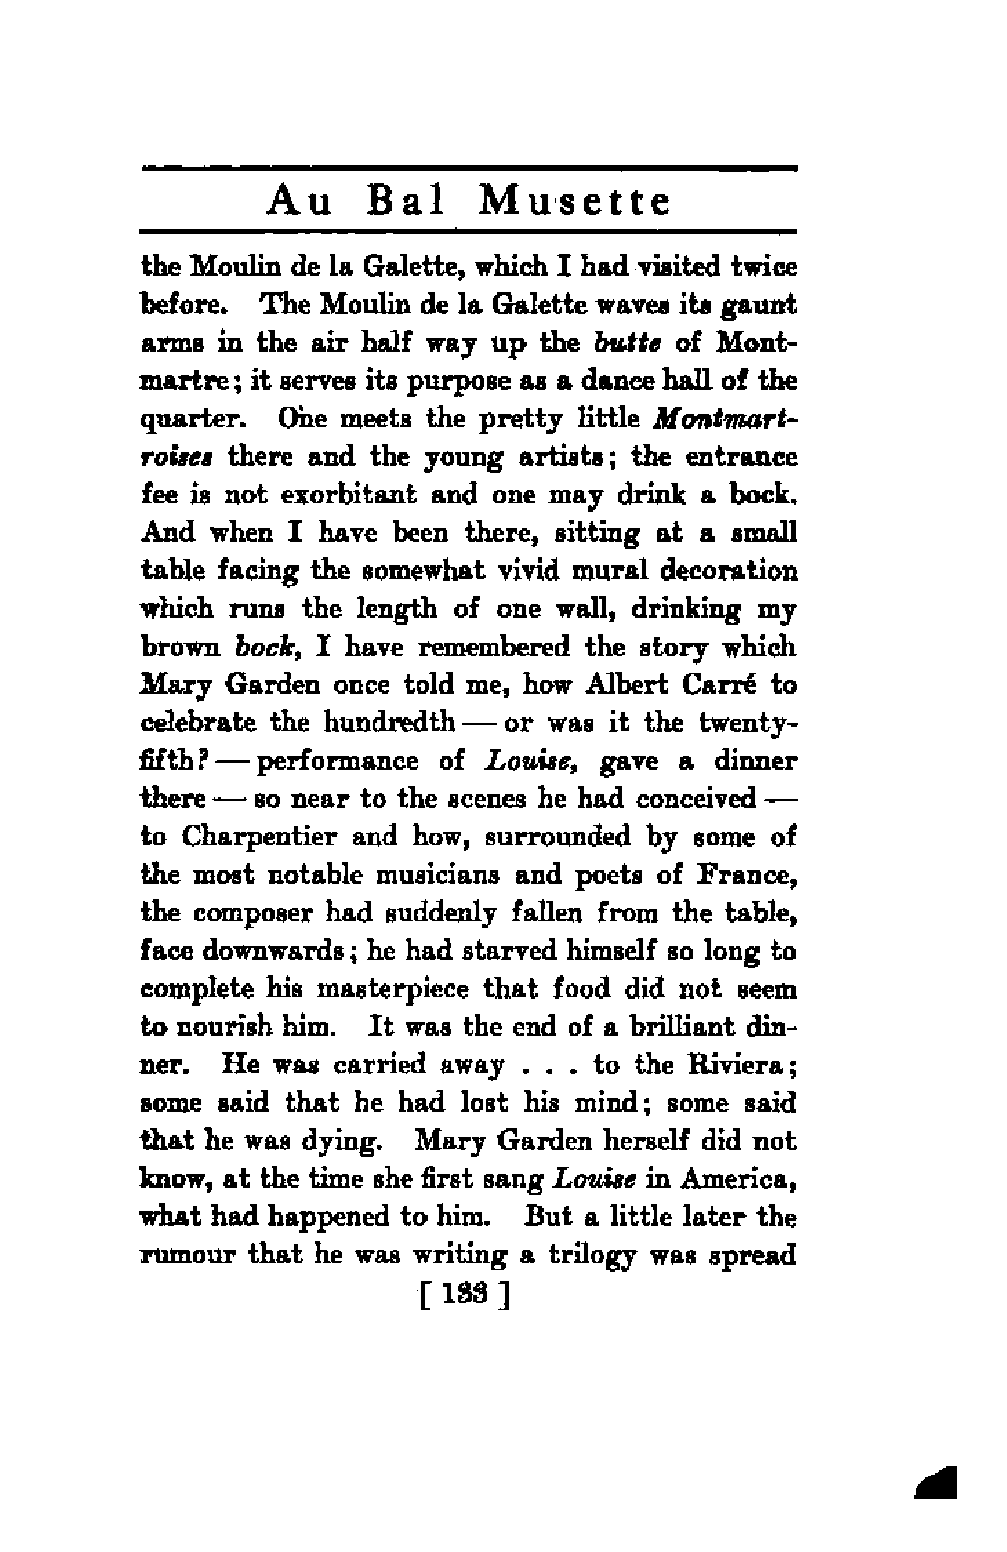 Au Bal Musette
the Moulin de la Galette, which I had visited twice
before. The Moulin de la Galette waves its gaunt
arms in the air half way up the butte of Mont-
martre; it serves its purpose as a dance hall of the
quarter. One meets the pretty little Montmart-
roises there and the young artists; the entrance
fee is not exorbitant and one may drink a bock.
And when I have been there, sitting at a small
table facing the somewhat vivid mural decoration
which runs the length of one wall, drinking my
brown bock, I have remembered the story which
Mary Garden once told me, how Albert Carré to
celebrate the hundredth — or was it the twenty-
fifth? — performance of Louise, gave a dinner
there — so near to the scenes he had conceived —
to Charpentier and how, surrounded by some of
the most notable musicians and poets of France,
the composer had suddenly fallen from the table,
face downwards; he had starved himself so long to
complete his masterpiece that food did not seem
to nourish him. It was the end of a brilliant din-
ner. He was carried away . . . to the Riviera;
some said that he had lost his mind; some said
that he was dying. Mary Garden herself did not
know, at the time she first sang Louise in America,
what had happened to him. But a little later the
rumour that he was writing a trilogy was spread
[ 133 ]